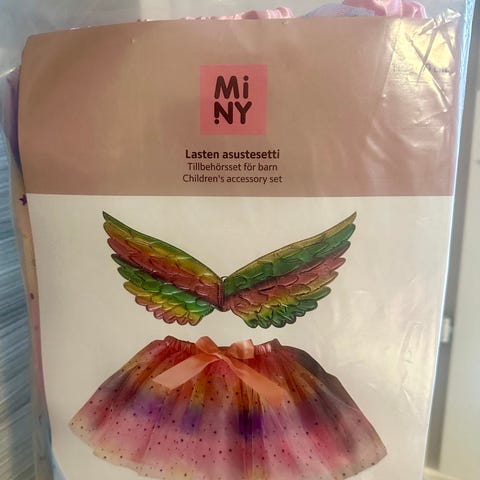 Mi
NY
Lasten asustesetti
Tillbehörsset för barn
Children's accessory set